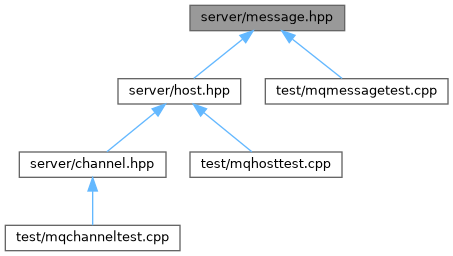 server/message.hpp
server/host.hpp
test/mqmessagetest.cpp
server/channel.hpp
test/mqhosttest.cpp
test/mqchanneltest.cpp